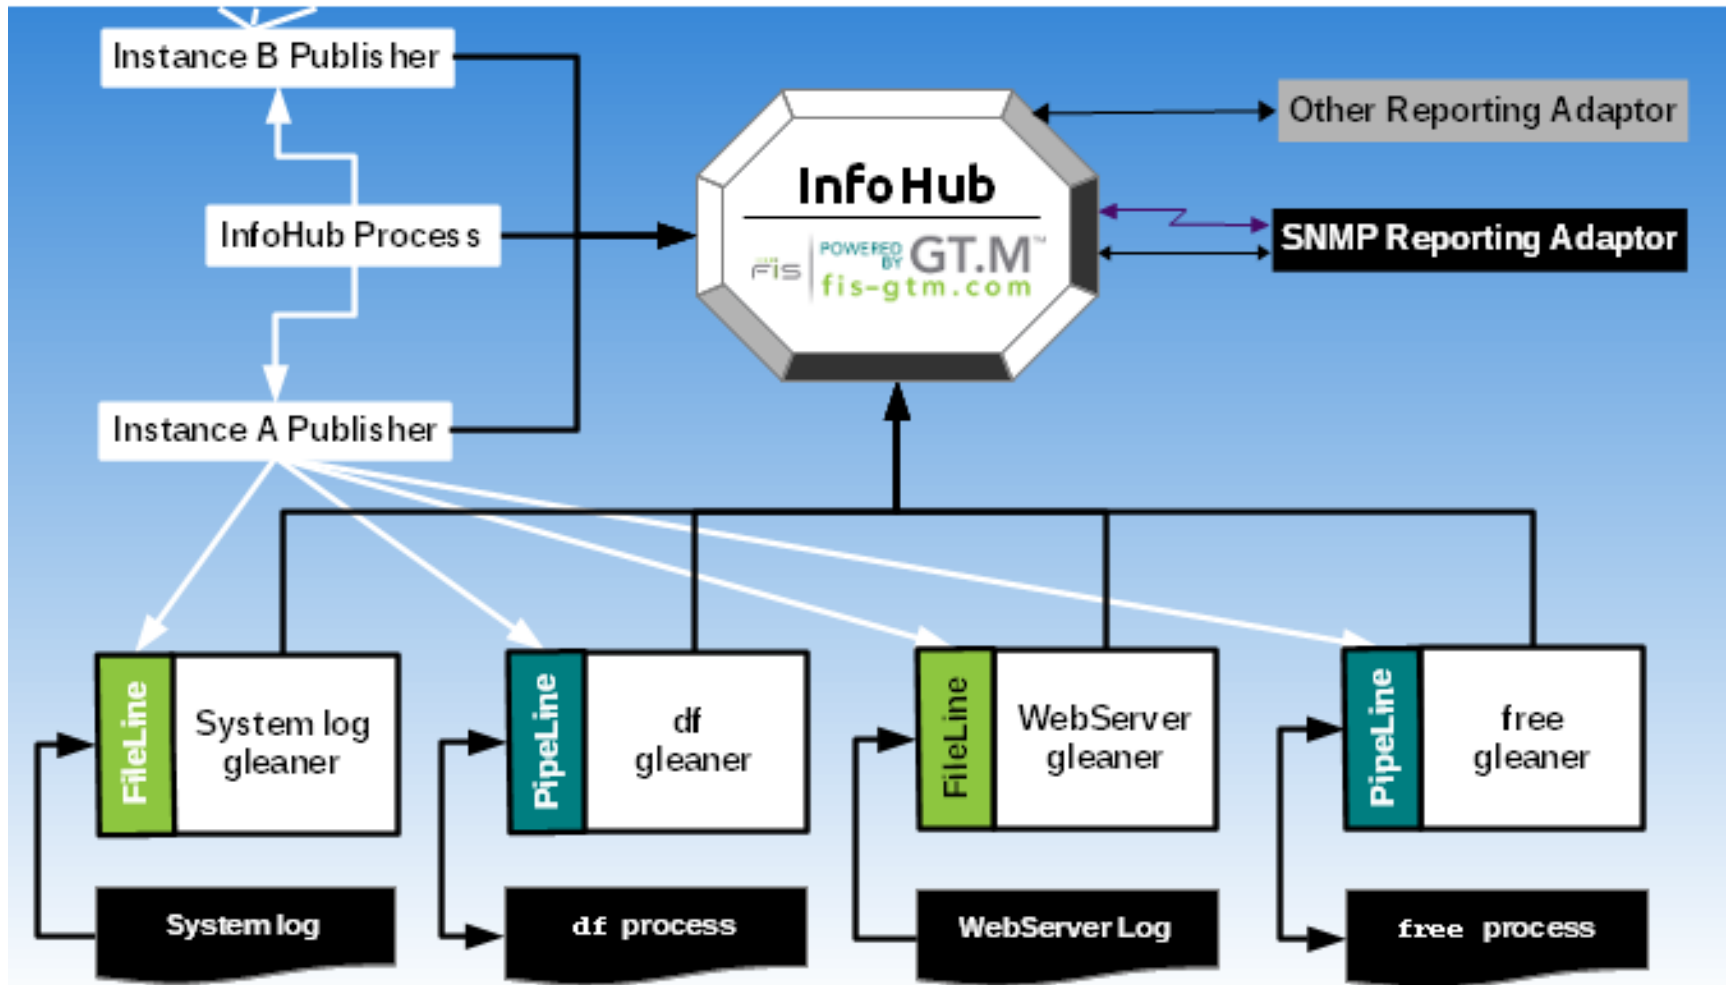 Instance B Publisher
Other Reporting Adaptor
InfoHub
InfoHub Process
SNMP Reporting Adaptor
FIS
POWERED BY GT.M™
fis-gtm.com
Instance A Publisher
FileLine
System log
gleaner
PipeLine
df
gleaner
FileLine
WebServer
gleaner
PipeLine
free
gleaner
System log
df process
WebServer Log
free process